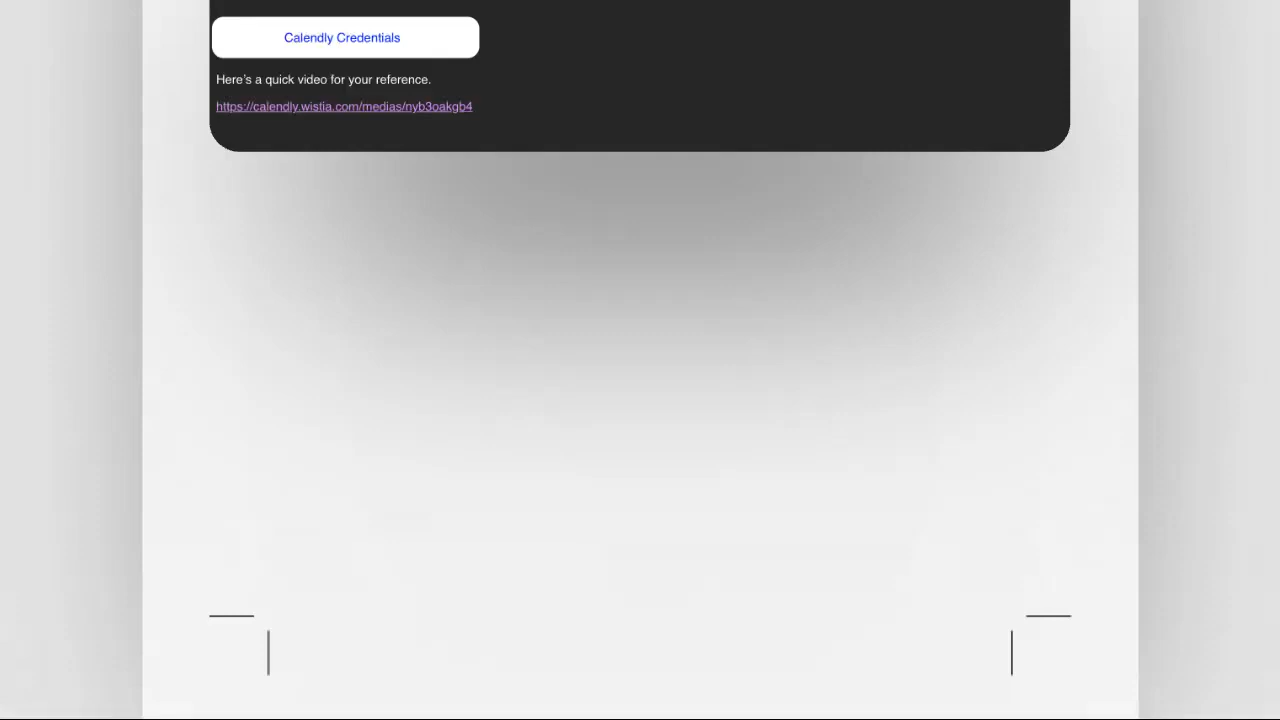 Calendly Credentials
Here's a quick video for your reference.
https://calendly.wistia.com/medias/nyb3oakgb4